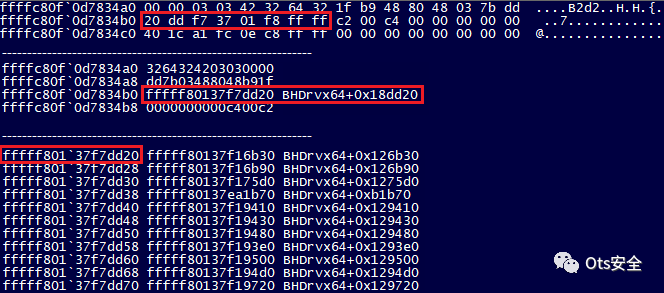 ffffc80f`0d7834a0 00 00 03 03 42 32 64 32 1f b9 48 80 48 03 7b dd ....B2d2..H.H.{.
ffffc80f`0d7834b0 20 dd f7 37 01 f8 ff ff c2 00 c4 00 00 00 00 00 ..7............
ffffc80f`0d7834c0 40 1c a1 fc 0e c8 ff ff 00 00 00 00 00 00 00 00 @...............
----------------------------------------------------------------
ffffc80f`0d7834a0 3264324203030000
ffffc80f`0d7834a8 dd7b03488048b91f
ffffc80f`0d7834b0 fffff80137f7dd20 BHDrvx64+0x18dd20
ffffc80f`0d7834b8 0000000000c400c2
----------------------------------------------------------------
fffff801`37f7dd20 fffff80137f16b30 BHDrvx64+0x126b30
fffff801`37f7dd28 fffff80137f16b90 BHDrvx64+0x126b90
fffff801`37f7dd30 fffff80137f175d0 BHDrvx64+0x1275d0
fffff801`37f7dd38 fffff80137ea1b70 BHDrvx64+0xb1b70
fffff801`37f7dd40 fffff80137f19410 BHDrvx64+0x129410
fffff801`37f7dd48 fffff80137f19430 BHDrvx64+0x129430
fffff801`37f7dd50 fffff80137f19480 BHDrvx64+0x129480
fffff801`37f7dd58 fffff80137f193e0 BHDrvx64+0x1293e0
fffff801`37f7dd60 fffff80137f19500 BHDrvx64+0x129500
fffff801`37f7dd68 fffff80137f194d0 BHDrvx64+0x1294d0
fffff801`37f7dd70 fffff80137f19720 BHDrvx64+0x129720
Ots安全